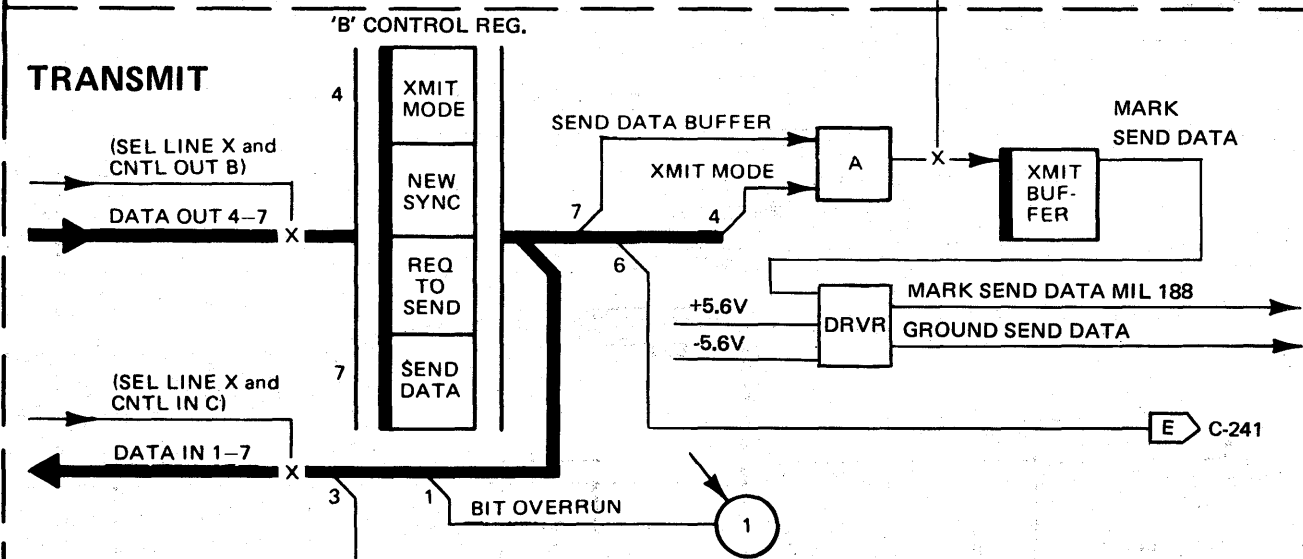 'B' CONTROL REG.
TRANSMIT
4
XMIT
MODE
NEW
SYNC
REQ
TO
SEND
SEND
DATA
7
(SEL LINE X and
CNTL OUT B)
DATA OUT 4–7
X
(SEL LINE X and
CNTL IN C)
DATA IN 1–7
X
3
1
BIT OVERRUN
1
SEND DATA BUFFER
XMIT MODE
7
4
6
A
X
XMIT
BUF-
FER
MARK
SEND DATA
+5.6V
-5.6V
DRVR
MARK SEND DATA MIL 188
GROUND SEND DATA
E
C-241